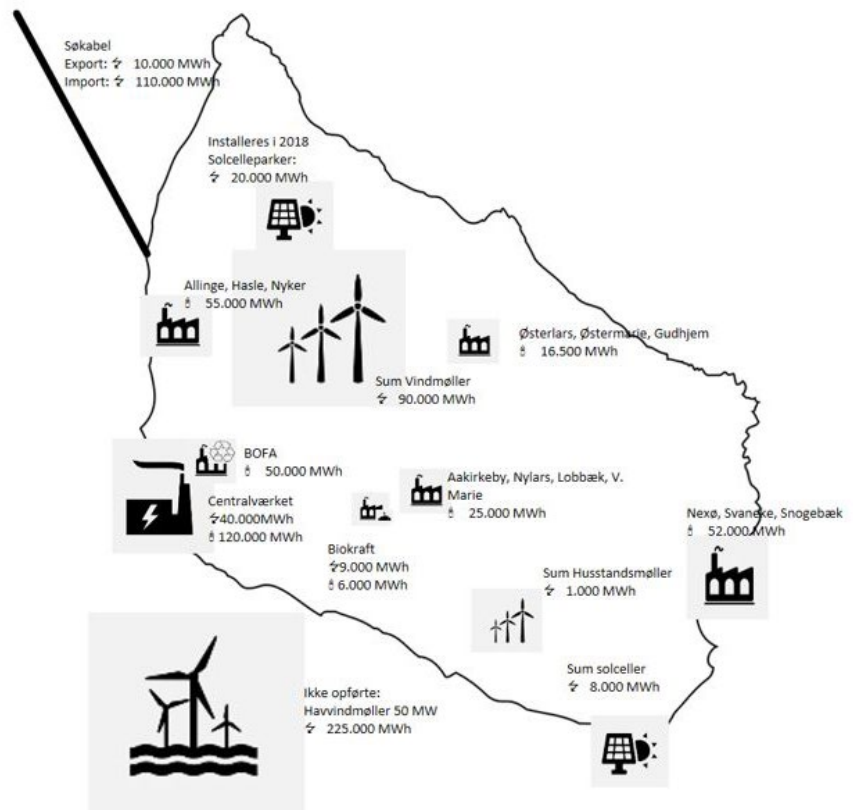 Søkabel
Export: 10.000 MWh
Import: 110.000 MWh
Installeres i 2018
Solcelleparker:
20.000 MWh
Allinge, Hasle, Nyker
55.000 MWh
Østerlars, Østermarie, Gudhjem
16.500 MWh
Sum Vindmøller
90.000 MWh
BOFA
50.000 MWh
Aakirkeby, Nylars, Lobbæk, V.
Marie
25.000 MWh
Centralværket
40.000MWh
120.000 MWh
Nexø, Svaneke, Snogebæk
52.000 MWh
Biokraft
9.000 MWh
6.000 MWh
Sum Husstandsmøller
1.000 MWh
Sum solceller
8.000 MWh
Ikke opførte:
Havvindmøller 50 MW
225.000 MWh